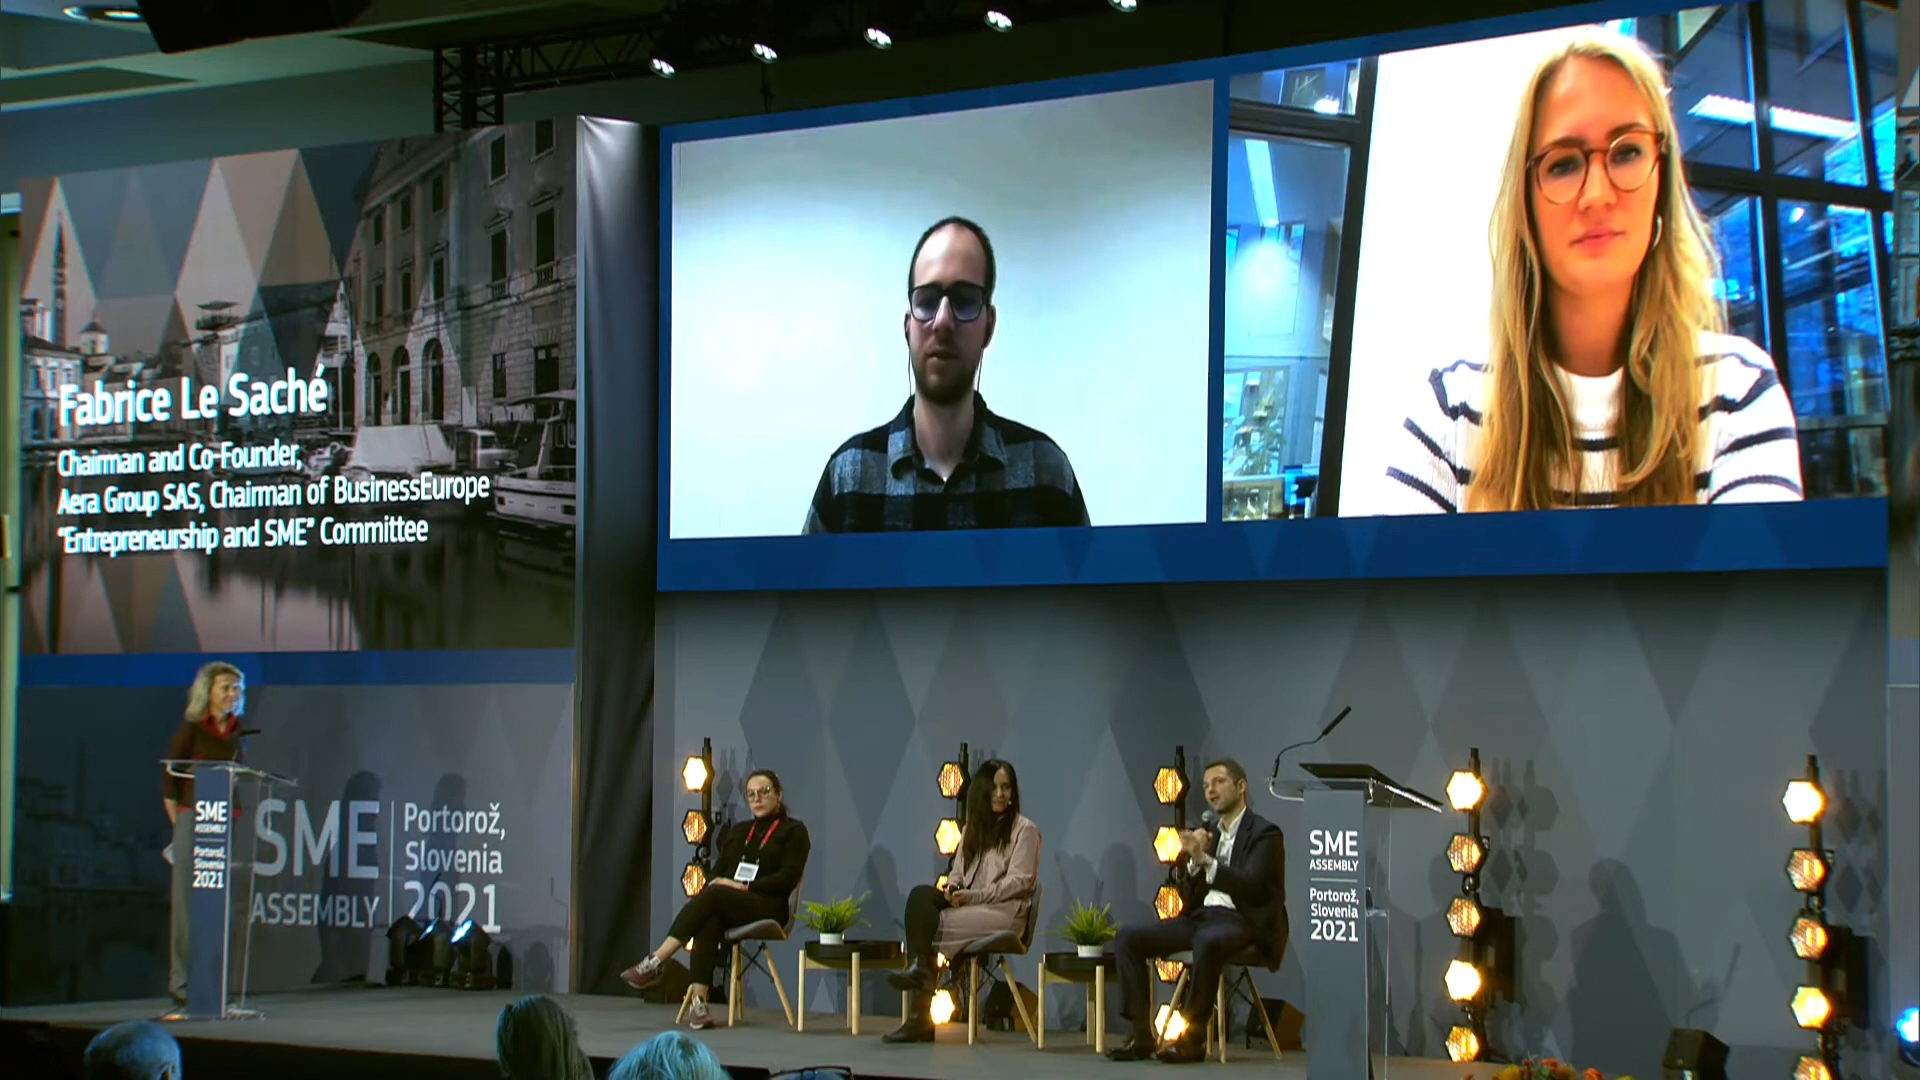 Fabrice Le Saché
Chairman and Co-Founder,
Aera Group SAS, Chairman of BusinessEurope
"Entrepreneurship and SME" Committee
SME
ASSEMBLY
Portorož,
Slovenia
2021
SME
ASSEMBLY
Portorož,
Slovenia
2021
SME
ASSEMBLY
Portorož,
Slovenia
2021